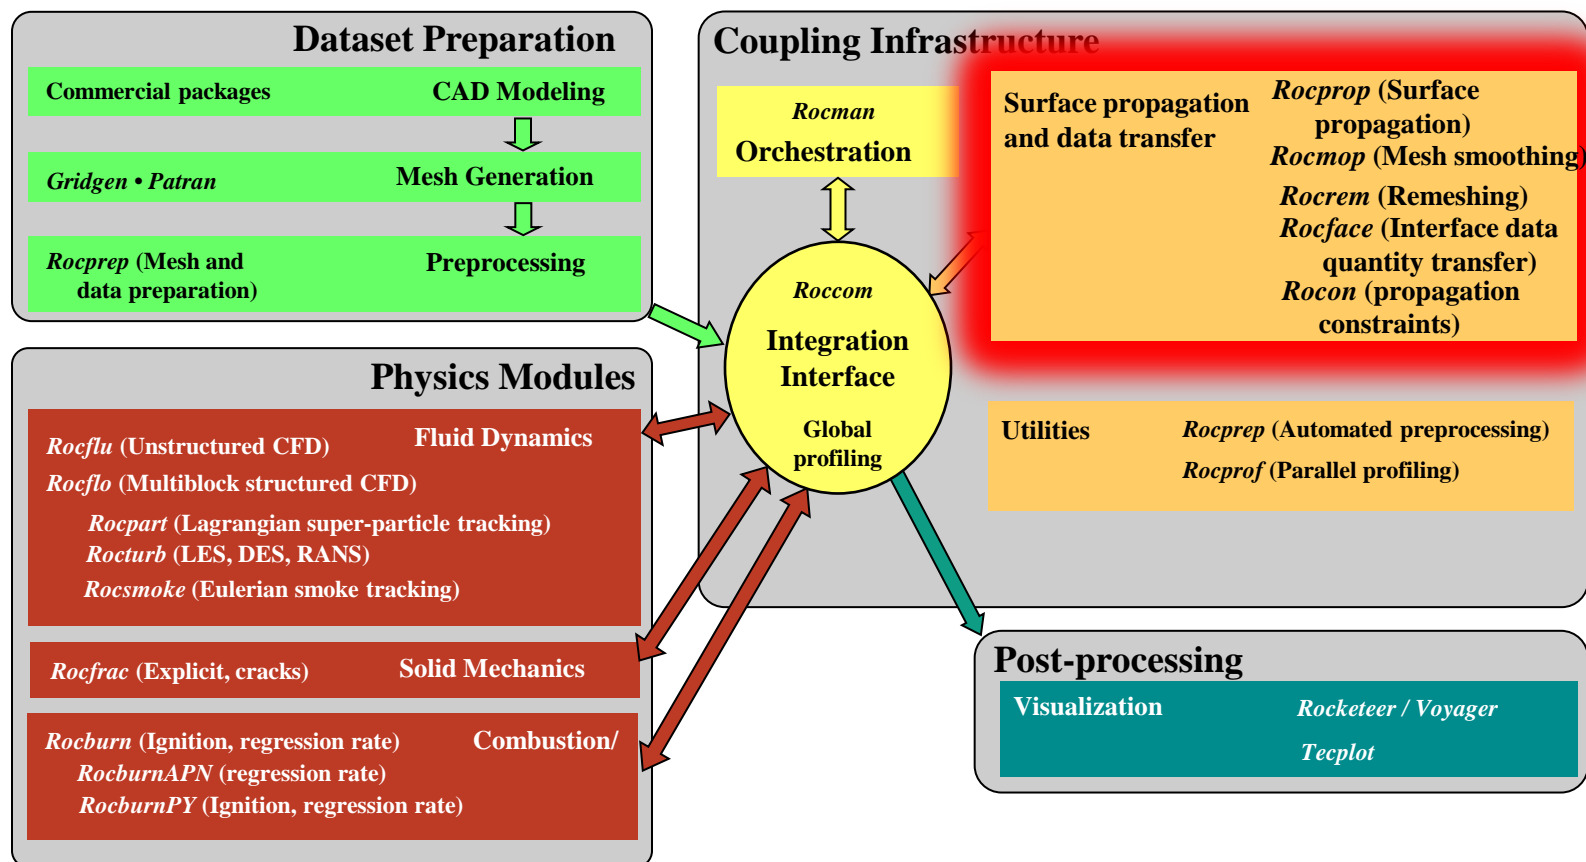 Dataset Preparation
Commercial packages CAD Modeling
Gridgen • Patran Mesh Generation
Rocprep (Mesh and Preprocessing
data preparation)
Physics Modules
Fluid Dynamics
Rocflu (Unstructured CFD)
Rocflo (Multiblock structured CFD)
Rocpart (Lagrangian super-particle tracking)
Rocturb (LES, DES, RANS)
Rocsmoke (Eulerian smoke tracking)
Rocfrac (Explicit, cracks) Solid Mechanics
Rocburn (Ignition, regression rate) Combustion/
RocburnAPN (regression rate)
RocburnPY (Ignition, regression rate)
Coupling Infrastructure
Rocman
Orchestration
Roccom
Integration
Interface
Global
profiling
Surface propagation
and data transfer
Rocprop (Surface
propagation)
Rocmop (Mesh smoothing)
Rocrem (Remeshing)
Rocface (Interface data
quantity transfer)
Rocon (propagation
constraints)
Utilities Rocprep (Automated preprocessing)
Rocprof (Parallel profiling)
Post-processing
Visualization Rocketeer / Voyager
Tecplot